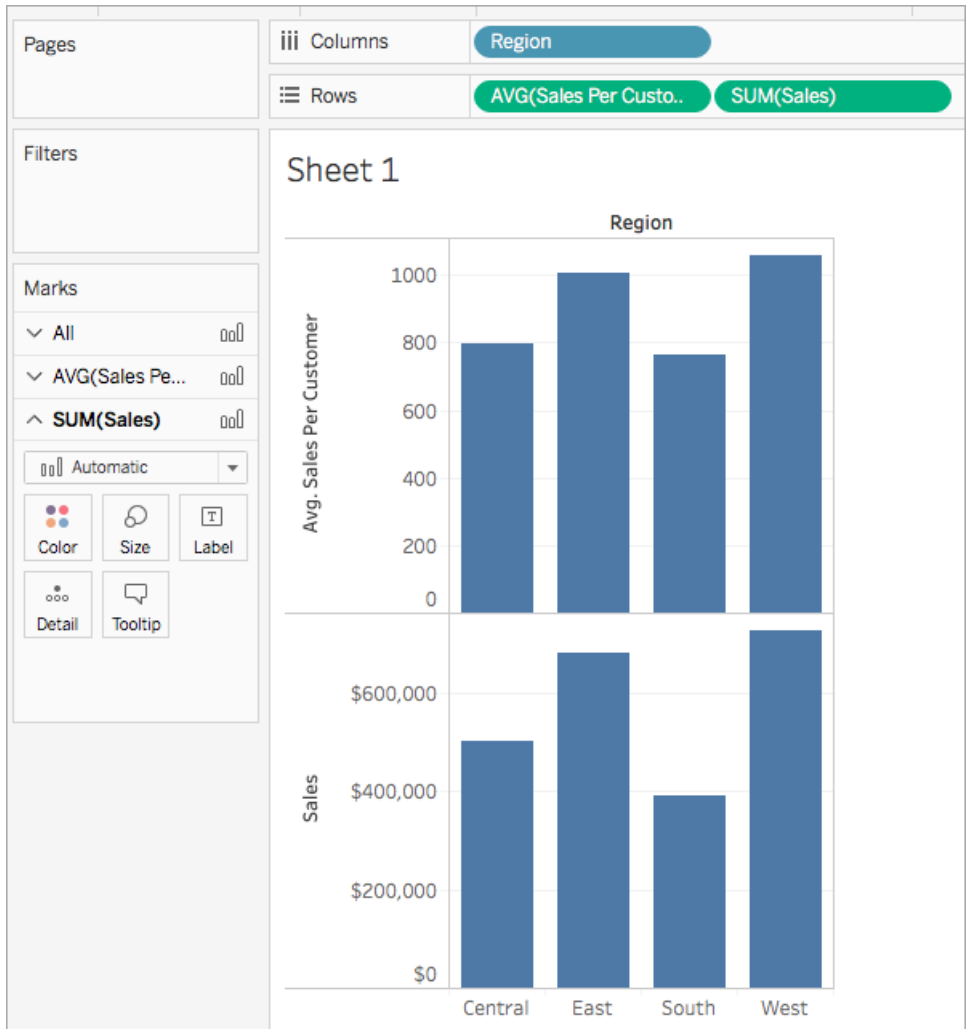 Pages
Columns
Region
Rows
AVG(Sales Per Custo..
SUM(Sales)
Filters
Marks
All
AVG(Sales Pe...
SUM(Sales)
Automatic
Color
Size
T
Label
Detail
Tooltip
Sheet 1
Region
Avg. Sales Per Customer
1000
800
600
400
200
0
Sales
$600,000
$400,000
$200,000
$0
Central East South West